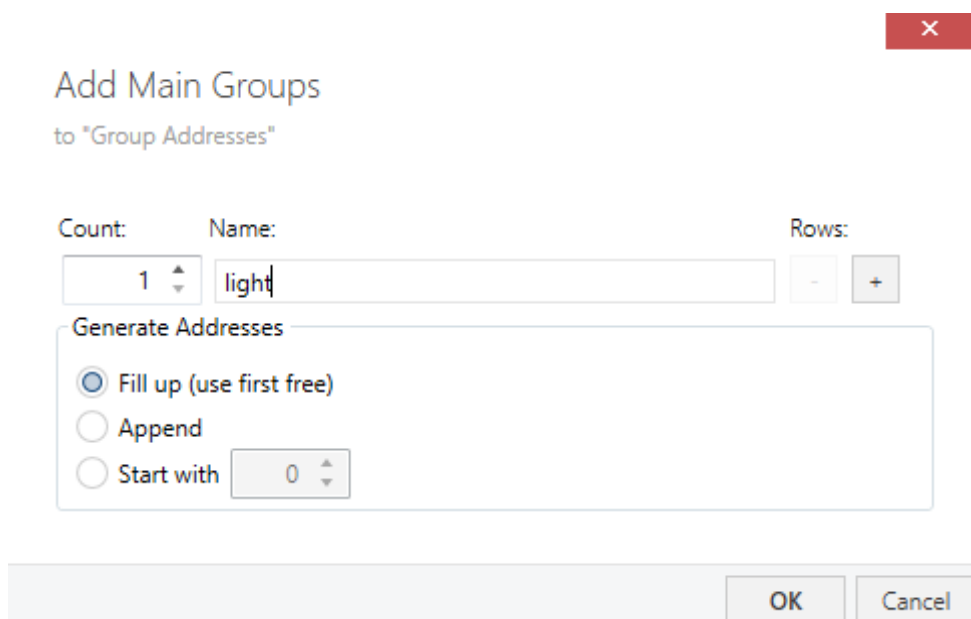 Add Main Groups
to "Group Addresses"
Count: Name: Rows:
1 light - +
Generate Addresses
Fill up (use first free)
Append
Start with 0
OK Cancel